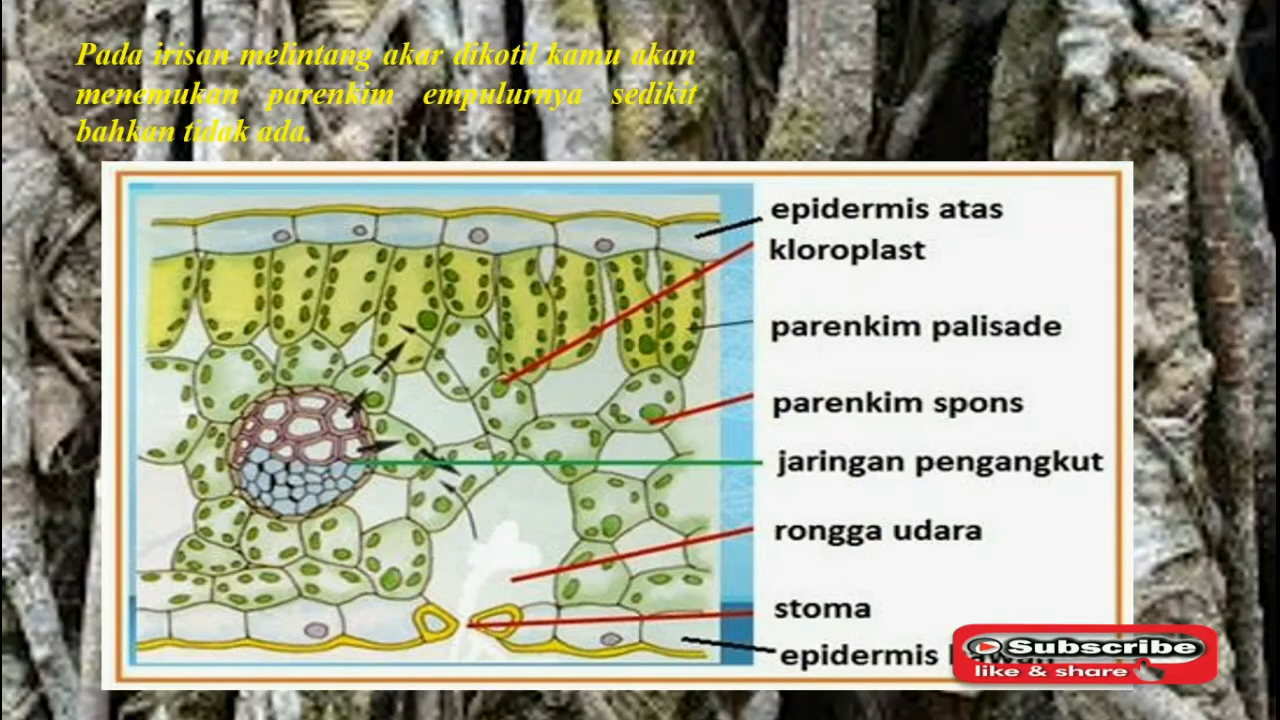 Pada irisan melintang akar dikotil kamu akan
menemukan parenkim empulurnya sedikit
bahkan tidak ada.
epidermis atas
kloroplast
parenkim palisade
parenkim spons
jaringan pengangkut
rongga udara
stoma
epidermis
Subscribe
like & share